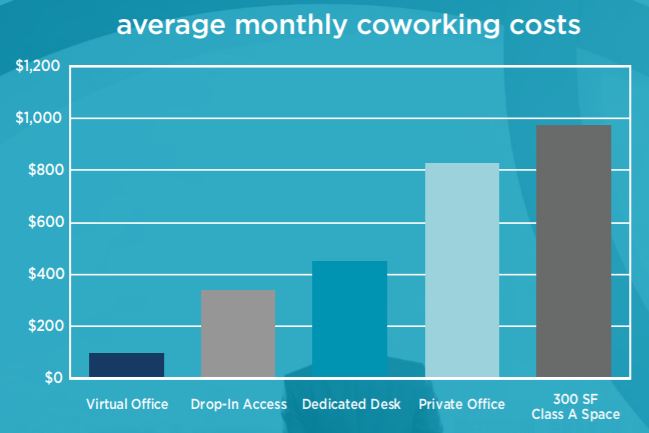 average monthly coworking costs
$1,200
$1,000
$800
$600
$400
$200
$0
Virtual Office
Drop-In Access
Dedicated Desk
Private Office
300 SF
Class A Space